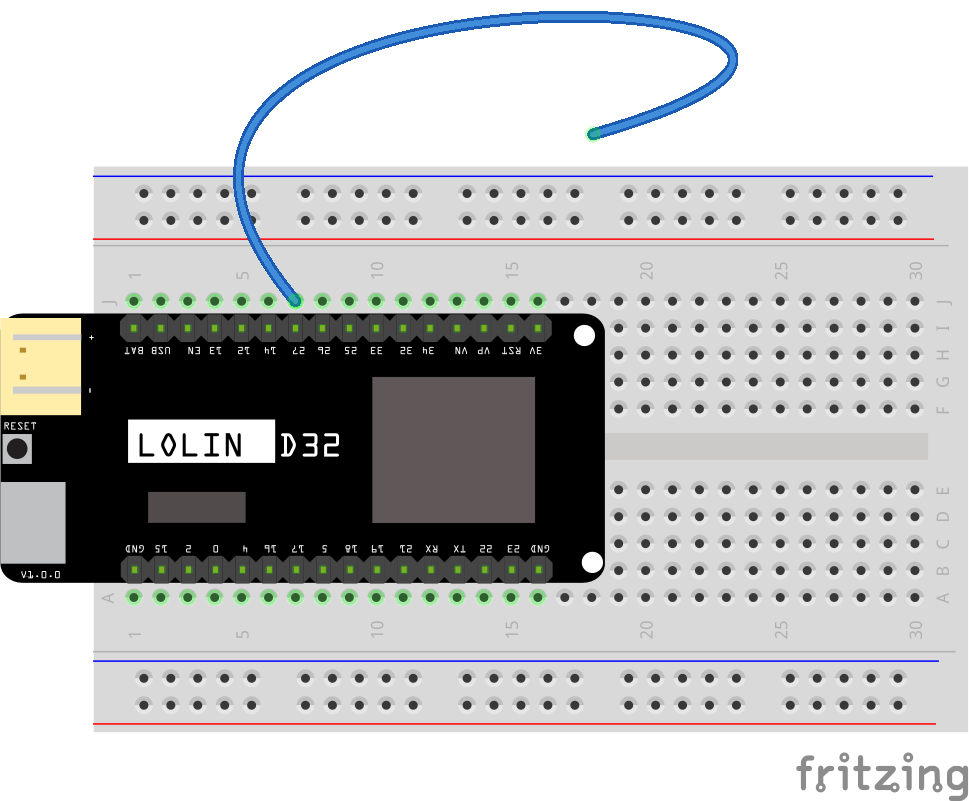 1 5 10 15 20 25 30
J J
I
BAT USB EN 13 12 14 27 26 25 33 32 34 VN VP RST 3V
+
H
G
-
F
RESET
LOLIN D32
E
D
GND 15 2 0 4 16 17 5 18 19 21 RX TX 22 23 GND
C
V1.0.0
B
A A
1 5 10 15 20 25 30
fritzing